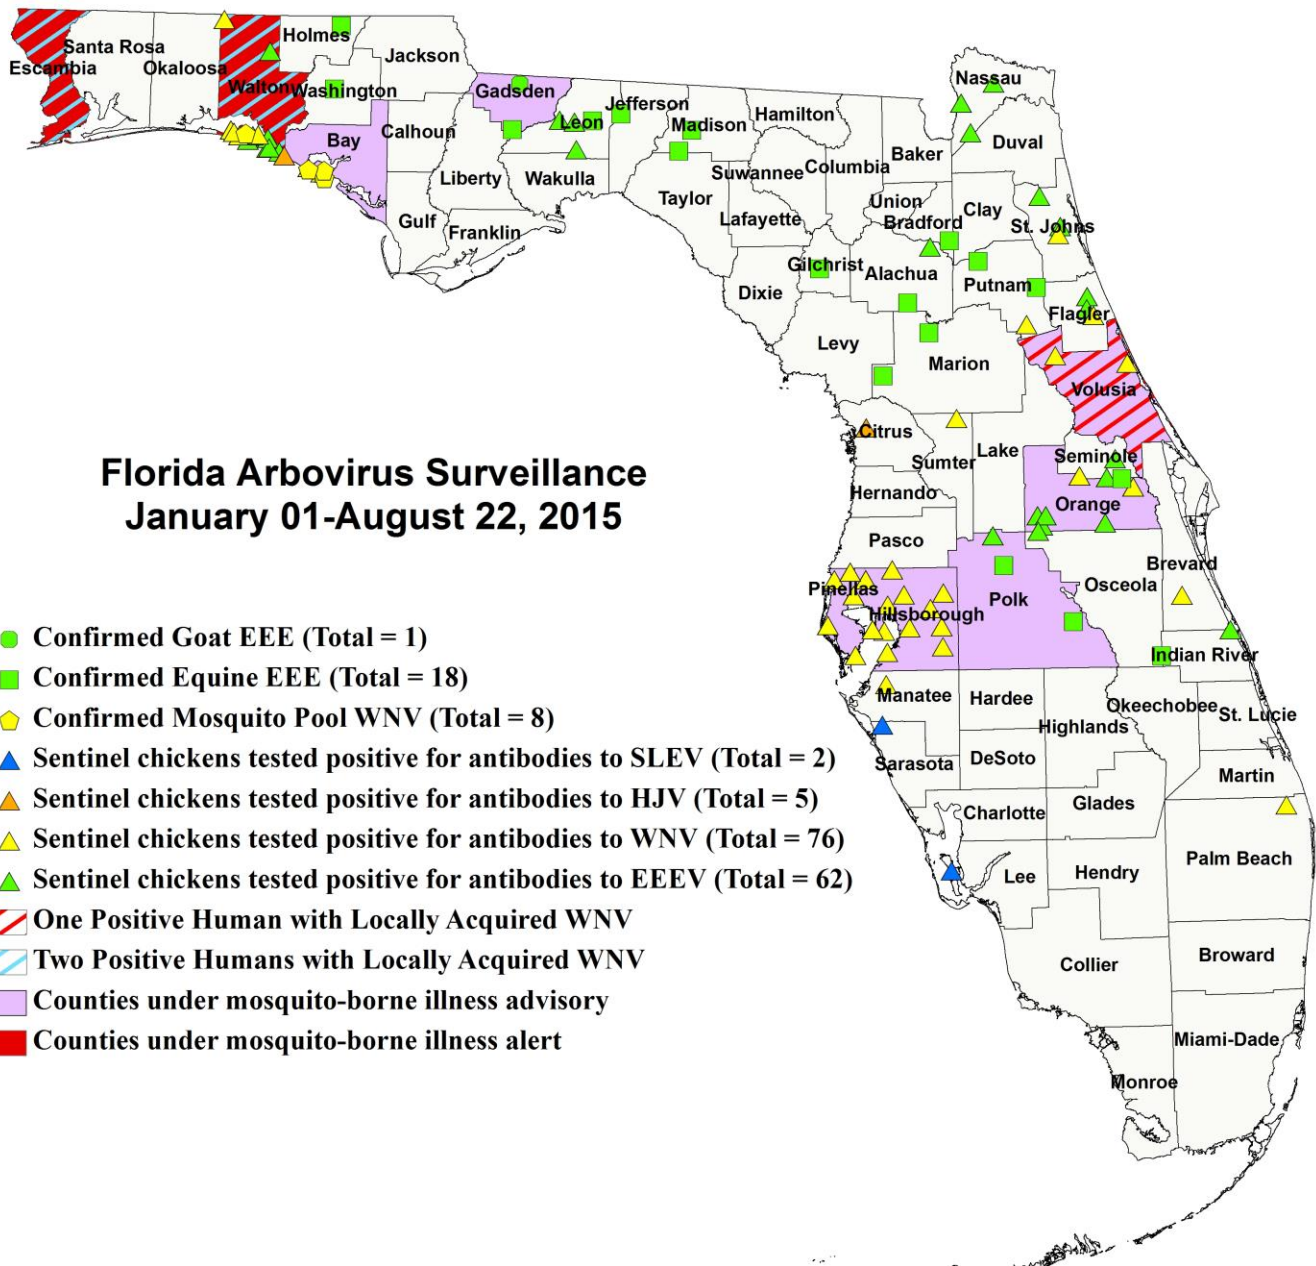 Santa Rosa
Escambia
Okaloosa
Holmes
Walton
Washington
Jackson
Bay
Calhoun
Gulf
Gadsden
Liberty
Franklin
Leon
Wakulla
Jefferson
Madison
Taylor
Hamilton
Suwannee
Lafayette
Dixie
Columbia
Gilchrist
Levy
Baker
Union
Bradford
Alachua
Nassau
Duval
Clay
St. Johns
Putnam
Flagler
Marion
Volusia
Citrus
Sumter
Lake
Hernando
Pasco
Seminole
Orange
Brevard
Osceola
Pinellas
Hillsborough
Polk
Indian River
Manatee
Hardee
Highlands
Okeechobee
St. Lucie
Sarasota
DeSoto
Martin
Charlotte
Glades
Lee
Hendry
Palm Beach
Collier
Broward
Miami-Dade
Monroe
Florida Arbovirus Surveillance
January 01-August 22, 2015
Confirmed Goat EEE (Total = 1)
Confirmed Equine EEE (Total = 18)
Confirmed Mosquito Pool WNV (Total = 8)
Sentinel chickens tested positive for antibodies to SLEV (Total = 2)
Sentinel chickens tested positive for antibodies to HJV (Total = 5)
Sentinel chickens tested positive for antibodies to WNV (Total = 76)
Sentinel chickens tested positive for antibodies to EEEV (Total = 62)
One Positive Human with Locally Acquired WNV
Two Positive Humans with Locally Acquired WNV
Counties under mosquito-borne illness advisory
Counties under mosquito-borne illness alert